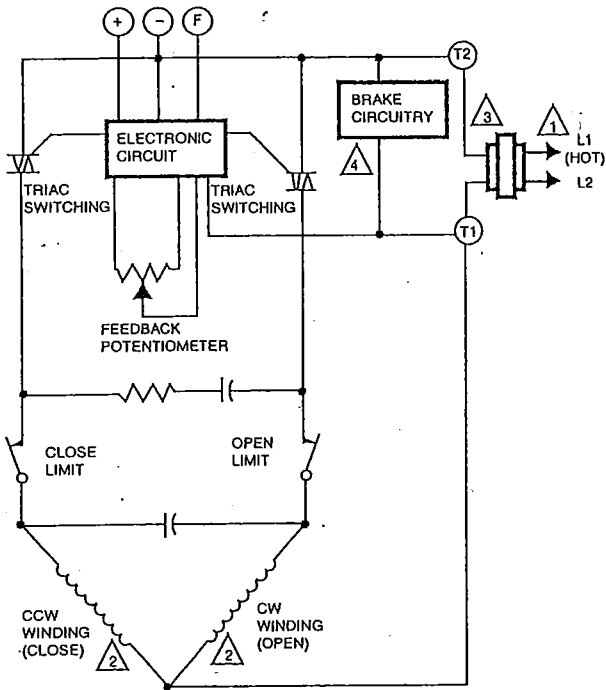 + − F
T2
BRAKE
CIRCUITRY
3
1
L1
(HOT)
ELECTRONIC
CIRCUIT
4
L2
TRIAC
SWITCHING
TRIAC
SWITCHING
T1
FEEDBACK
POTENTIOMETER
CLOSE
LIMIT
OPEN
LIMIT
CCW
WINDING
(CLOSE)
2
2
CW
WINDING
(OPEN)